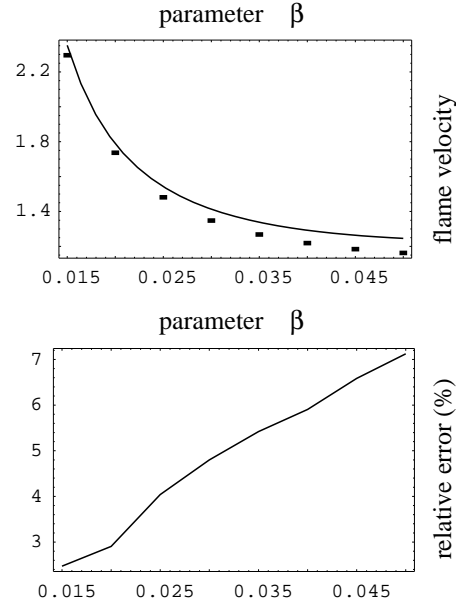 parameter β
2.2
1.8
1.4
flame velocity
0.015 0.025 0.035 0.045
parameter β
7
6
5
4
3
relative error (%)
0.015 0.025 0.035 0.045